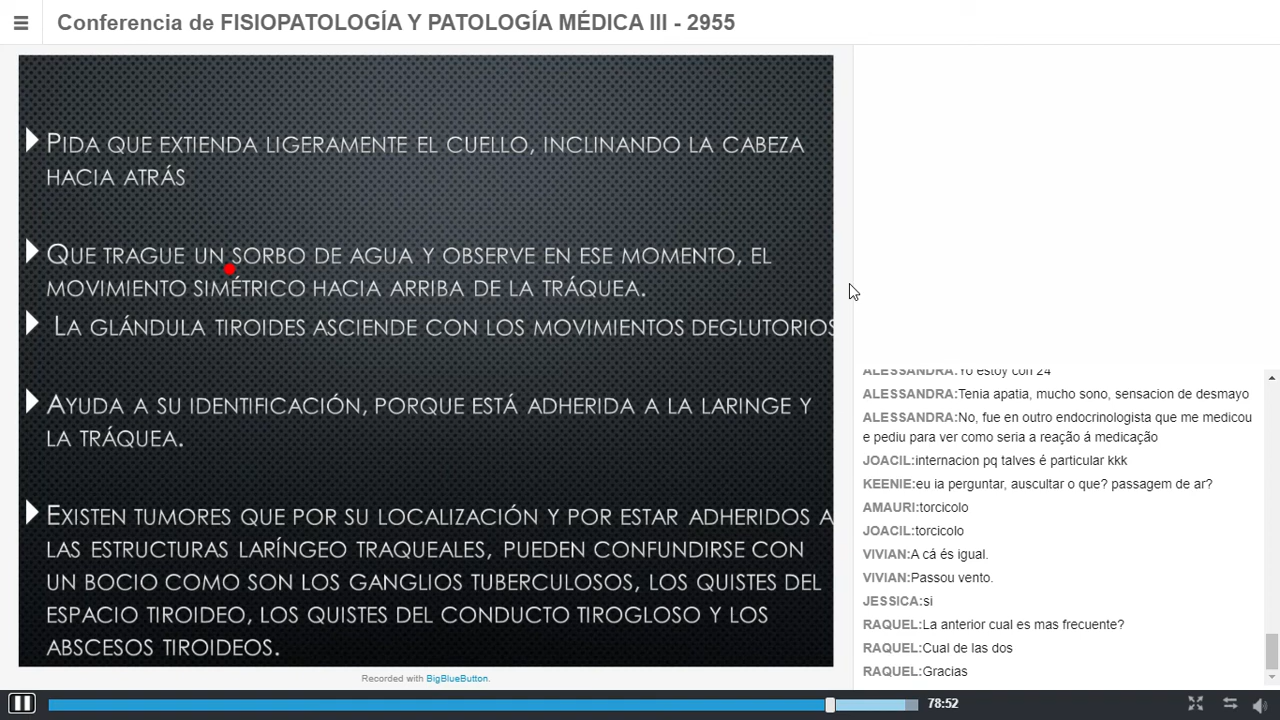 Conferencia de FISIOPATOLOGÍA Y PATOLOGÍA MÉDICA III - 2955
PIDA QUE EXTIENDA LIGERAMENTE EL CUELLO, INCLINANDO LA CABEZA
HACIA ATRÁS
QUE TRAGUE UN SORBO DE AGUA Y OBSERVE EN ESE MOMENTO, EL
MOVIMIENTO SIMÉTRICO HACIA ARRIBA DE LA TRÁQUEA.
LA GLÁNDULA TIROIDES ASCIENDE CON LOS MOVIMIENTOS DEGLUTORIOS
AYUDA A SU IDENTIFICACIÓN, PORQUE ESTÁ ADHERIDA A LA LARINGE Y
LA TRÁQUEA.
EXISTEN TUMORES QUE POR SU LOCALIZACIÓN Y POR ESTAR ADHERIDOS A
LAS ESTRUCTURAS LARÍNGEO TRAQUEALES, PUEDEN CONFUNDIRSE CON
UN BOCIO COMO SON LOS GANGLIOS TUBERCULOSOS, LOS QUISTES DEL
ESPACIO TIROIDEO, LOS QUISTES DEL CONDUCTO TIROGLOSO Y LOS
ABSCESOS TIROIDEOS.
Recorded with BigBlueButton.
ALESSANDRA:Yo estoy con 24
ALESSANDRA:Tenia apatia, mucho sono, sensacion de desmayo
ALESSANDRA:No, fue en outro endocrinologista que me medicou
e pediu para ver como seria a reação á medicação
JOACIL:internacion pq talves é particular kkk
KEENIE:eu ia perguntar, auscultar o que? passagem de ar?
AMAURI:torcicolo
JOACIL:torcicolo
VIVIAN:A cá és igual.
VIVIAN:Passou vento.
JESSICA:si
RAQUEL:La anterior cual es mas frecuente?
RAQUEL:Cual de las dos
RAQUEL:Gracias
78:52